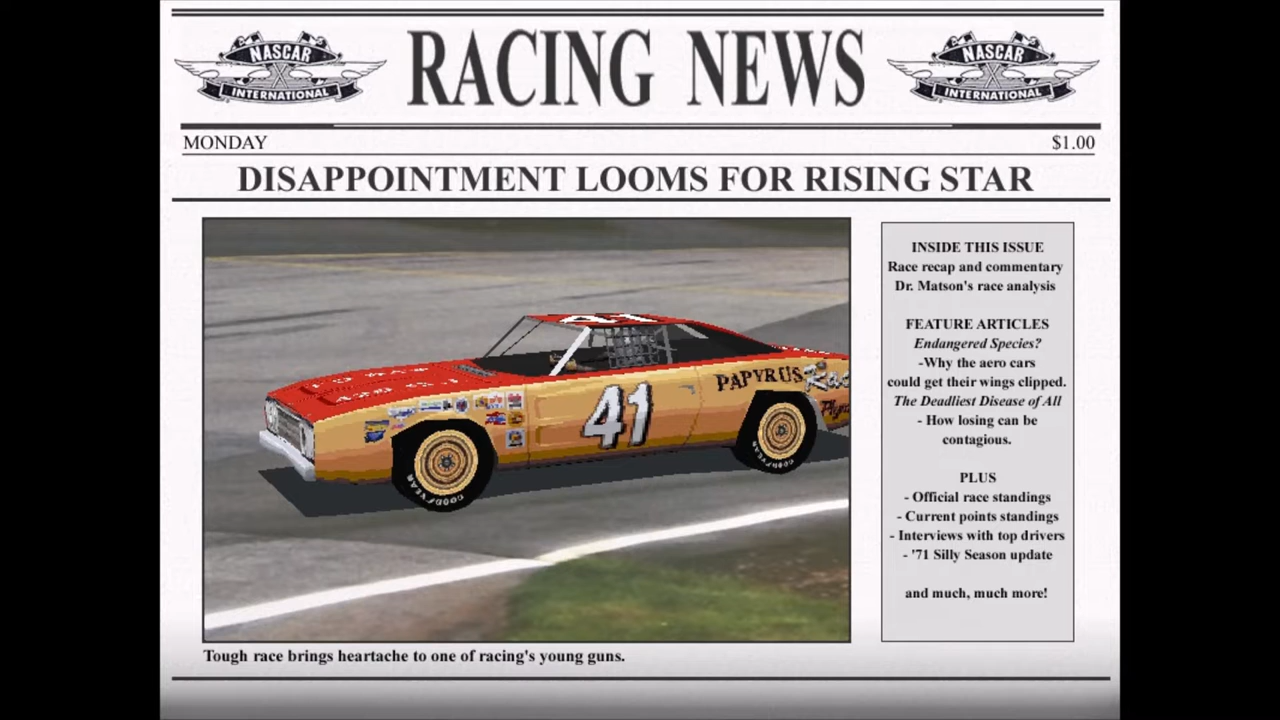 NASCAR
INTERNATIONAL
RACING NEWS
NASCAR
INTERNATIONAL
MONDAY
$1.00
DISAPPOINTMENT LOOMS FOR RISING STAR
41
PAPYRUS
41
GOODYEAR
GOODYEAR
INSIDE THIS ISSUE
Race recap and commentary
Dr. Matson's race analysis
FEATURE ARTICLES
Endangered Species?
-Why the aero cars
could get their wings clipped.
The Deadliest Disease of All
- How losing can be
contagious.
PLUS
- Official race standings
- Current points standings
- Interviews with top drivers
- '71 Silly Season update
and much, much more!
Tough race brings heartache to one of racing's young guns.